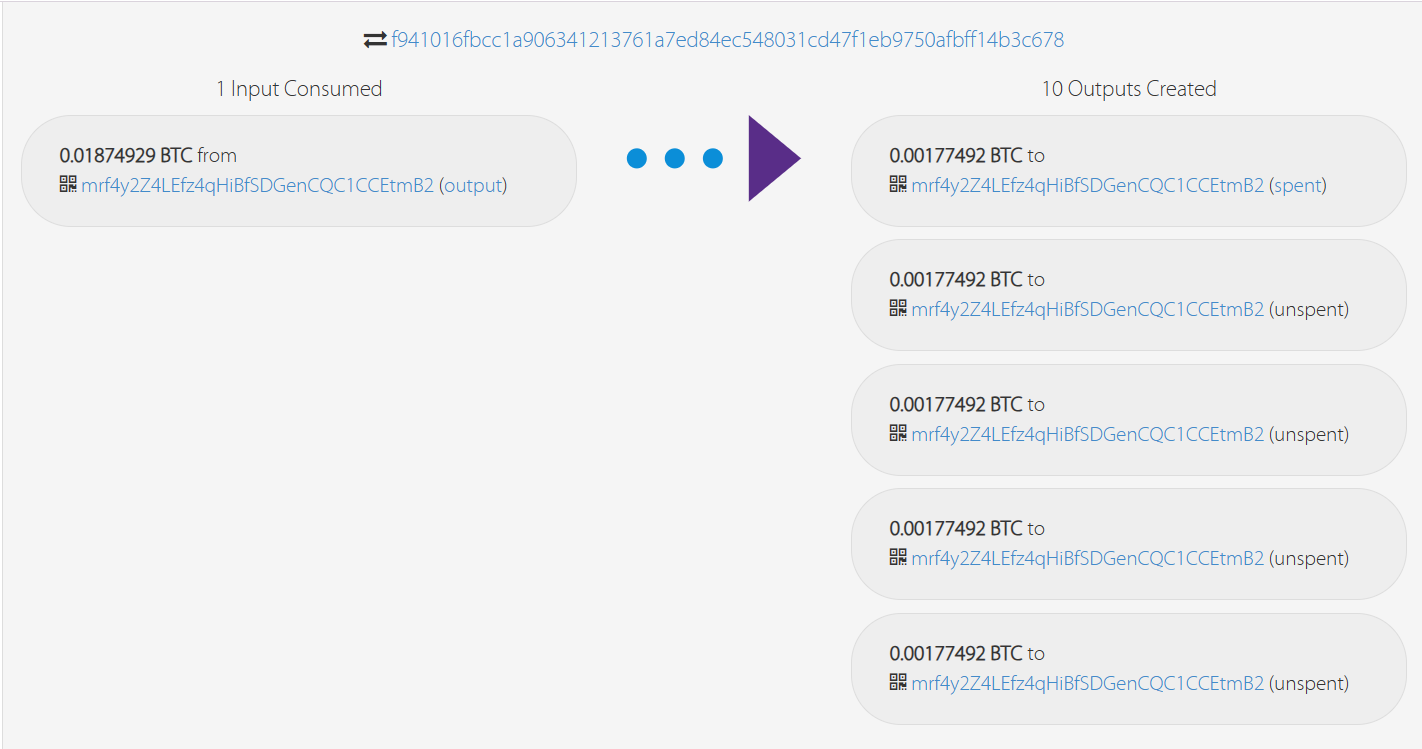 f941016fbcc1a906341213761a7ed84ec548031cd47f1eb9750afbff14b3c678
1 Input Consumed
0.01874929 BTC from
mrf4y2Z4LEfz4qHiBfSDGenCQC1CCEtmB2 (output)
10 Outputs Created
0.00177492 BTC to
mrf4y2Z4LEfz4qHiBfSDGenCQC1CCEtmB2 (spent)
0.00177492 BTC to
mrf4y2Z4LEfz4qHiBfSDGenCQC1CCEtmB2 (unspent)
0.00177492 BTC to
mrf4y2Z4LEfz4qHiBfSDGenCQC1CCEtmB2 (unspent)
0.00177492 BTC to
mrf4y2Z4LEfz4qHiBfSDGenCQC1CCEtmB2 (unspent)
0.00177492 BTC to
mrf4y2Z4LEfz4qHiBfSDGenCQC1CCEtmB2 (unspent)